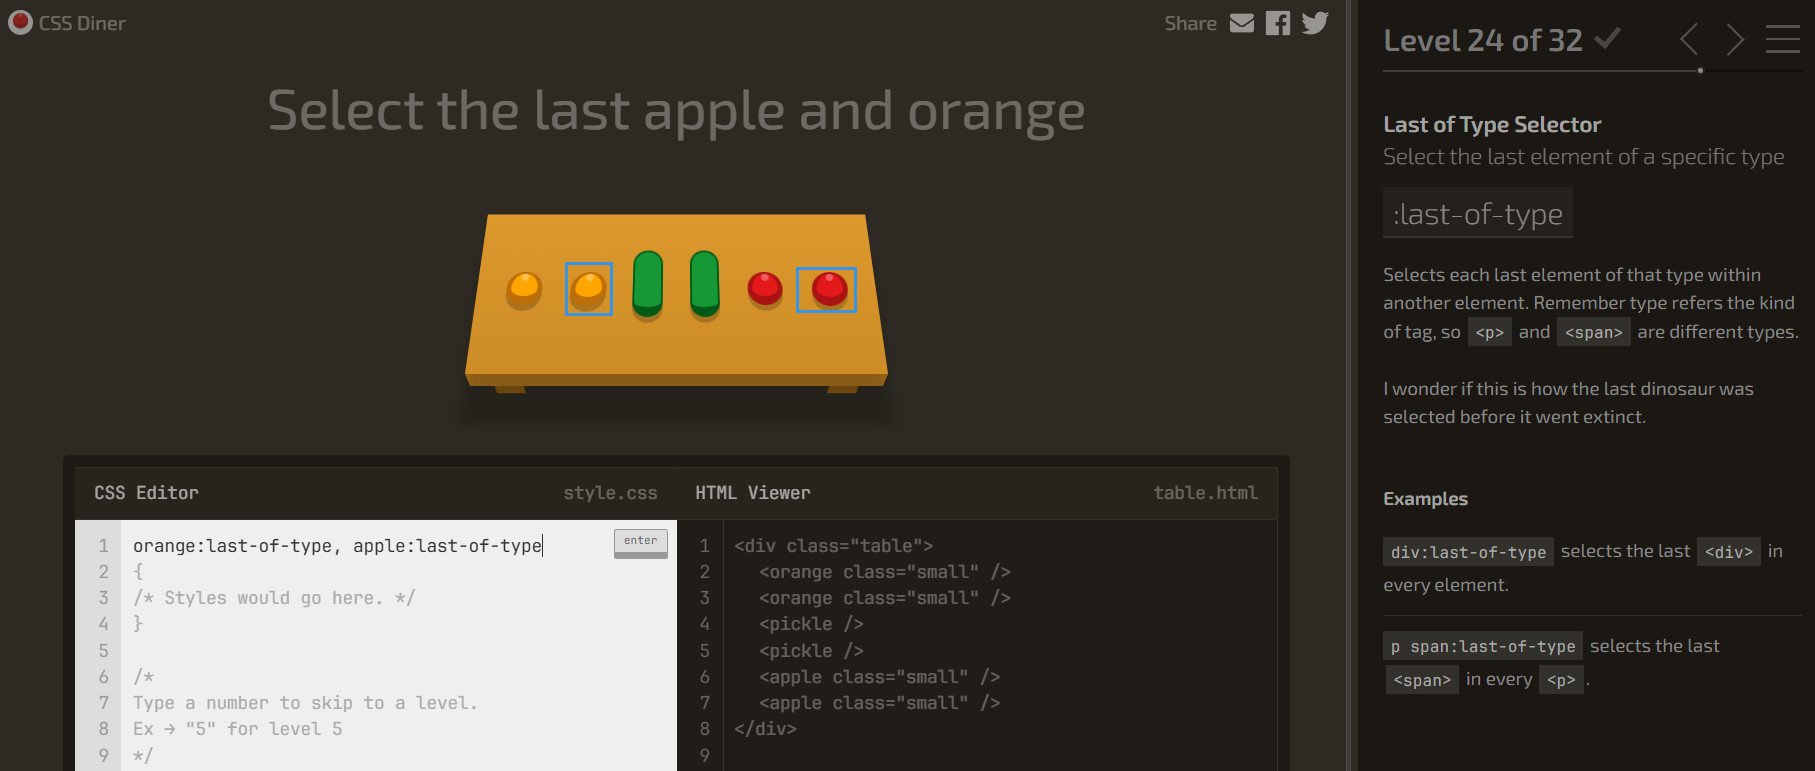 CSS Diner
Share
Select the last apple and orange
CSS Editor
style.css
1 orange:last-of-type, apple:last-of-type
enter
2 {
3 /* Styles would go here. */
4 }
5
6 /*
7 Type a number to skip to a level.
8 Ex → "5" for level 5
9 */
HTML Viewer
table.html
1 <div class="table">
2 <orange class="small" />
3 <orange class="small" />
4 <pickle />
5 <pickle />
6 <apple class="small" />
7 <apple class="small" />
8 </div>
9
Level 24 of 32
Last of Type Selector
Select the last element of a specific type
:last-of-type
Selects each last element of that type within
another element. Remember type refers the kind
of tag, so <p> and <span> are different types.
I wonder if this is how the last dinosaur was
selected before it went extinct.
Examples
div:last-of-type selects the last <div> in
every element.
p span:last-of-type selects the last
<span> in every <p>.